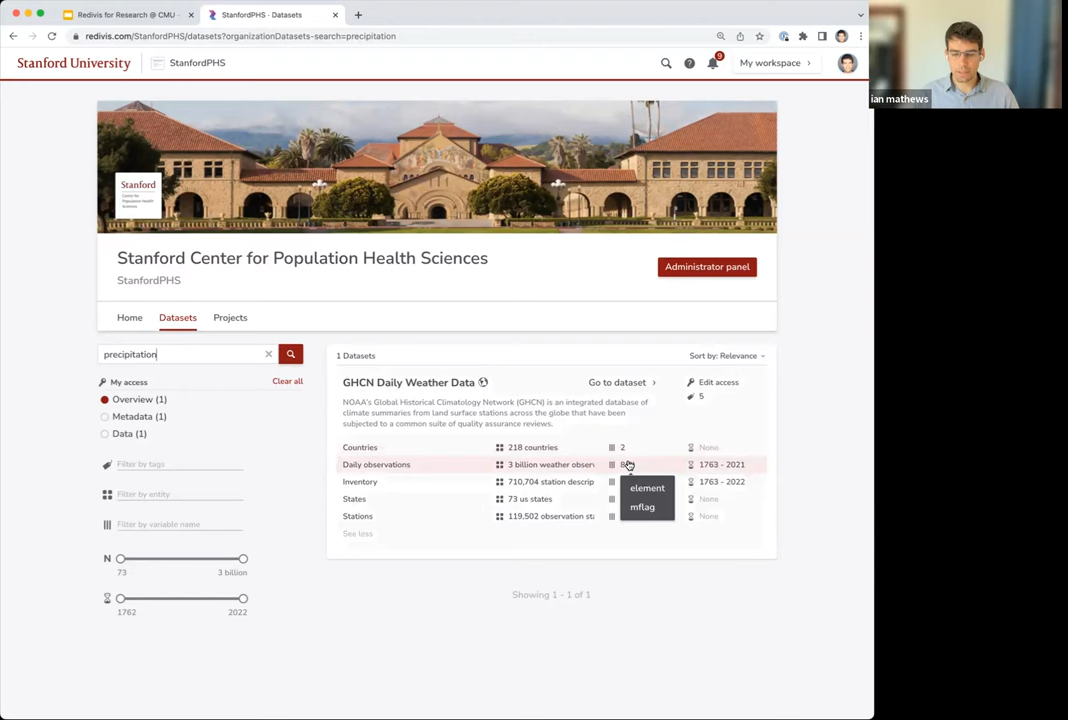 Redivis for Research @ CMU -
StanfordPHS - Datasets
redivis.com/StanfordPHS/datasets?organizationDatasets-search=precipitation
Stanford University
StanfordPHS
9
My workspace
ian mathews
Stanford
Center for
Population Health
Sciences
Stanford Center for Population Health Sciences
StanfordPHS
Administrator panel
Home
Datasets
Projects
precipitation
My access
Clear all
Overview (1)
Metadata (1)
Data (1)
Filter by tags
Filter by entity
Filter by variable name
N
73
3 billion
1762
2022
1 Datasets
Sort by: Relevance
GHCN Daily Weather Data
Go to dataset
Edit access
NOAA's Global Historical Climatology Network (GHCN) is an integrated database of
climate summaries from land surface stations across the globe that have been
subjected to a common suite of quality assurance reviews.
5
Countries 218 countries 2 None
Daily observations 3 billion weather obser 1763 - 2021
Inventory 710,704 station descrip 1763 - 2022
States 73 us states None
Stations 119,502 observation sta None
element
mflag
See less
Showing 1 - 1 of 1